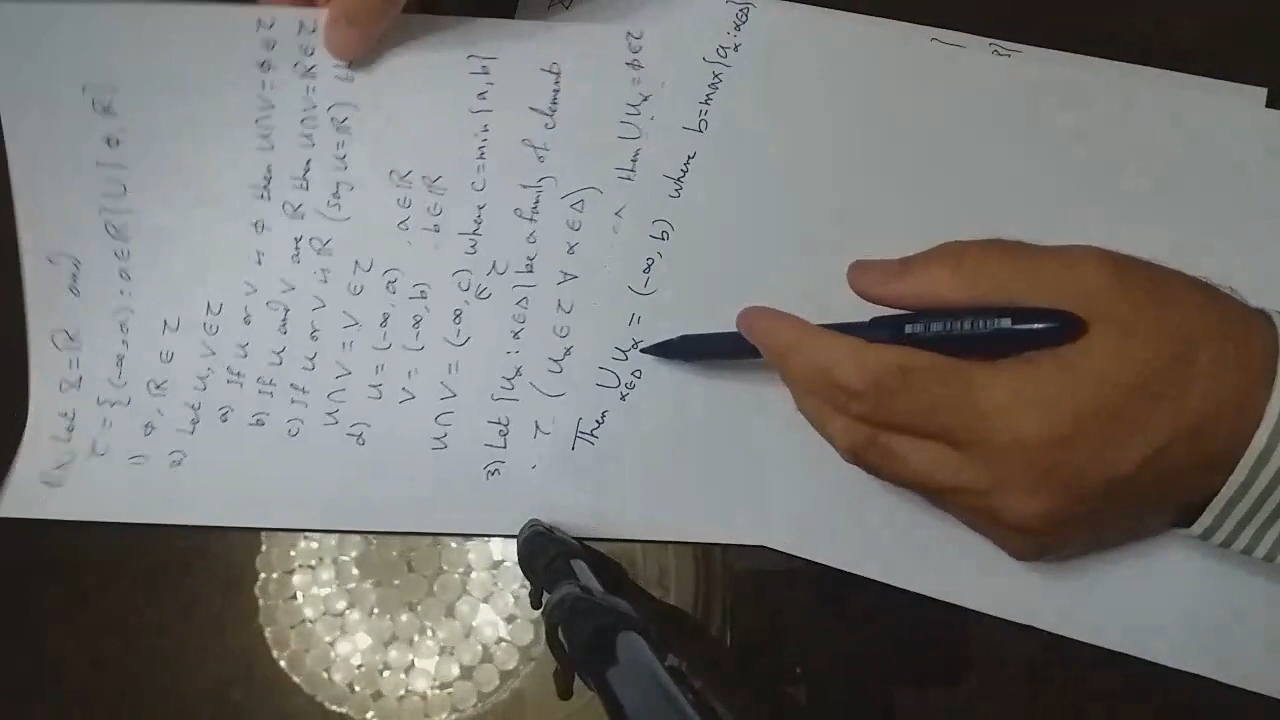 Let X=ℝ and
τ = {(-∞,a): a∈ℝ} ∪ {ϕ, ℝ}
1) ϕ, ℝ ∈ τ
2) Let u, V ∈ τ
a) If u or V is ϕ then u∩V = ϕ ∈ τ
b) If u and V are ℝ then u∩V = ℝ ∈ τ
c) If u or V is ℝ (say u=ℝ)
u∩V = V ∈ τ
d) u = (-∞, a) , a∈ℝ
V = (-∞, b) , b∈ℝ
u∩V = (-∞, c) where c = min{a, b}
∈ τ
3) Let {u_α : α∈Δ} be a family of elements
τ (u_α ∈ τ ∀ α∈Δ)
then ∪u_α = ϕ ∈ τ
Then ∪_{α∈Δ} u_α = (-∞, b) where b = max{a_α : α∈Δ}